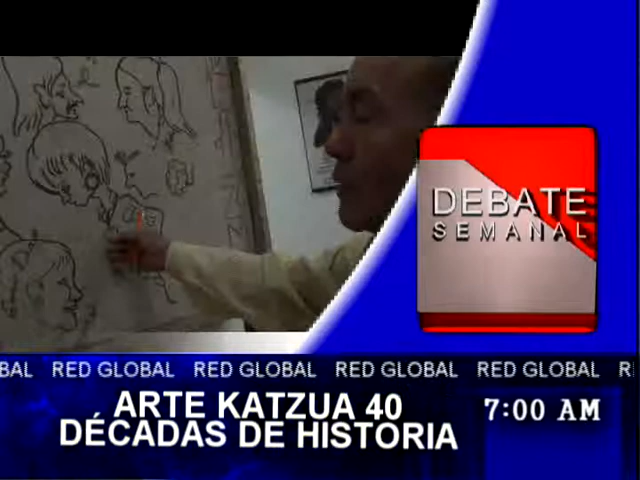 DEBATE
SEMANAL
BAL RED GLOBAL RED GLOBAL RED GLOBAL RED GLOBAL R
ARTE KATZUA 40
DÉCADAS DE HISTORIA
7:00 AM